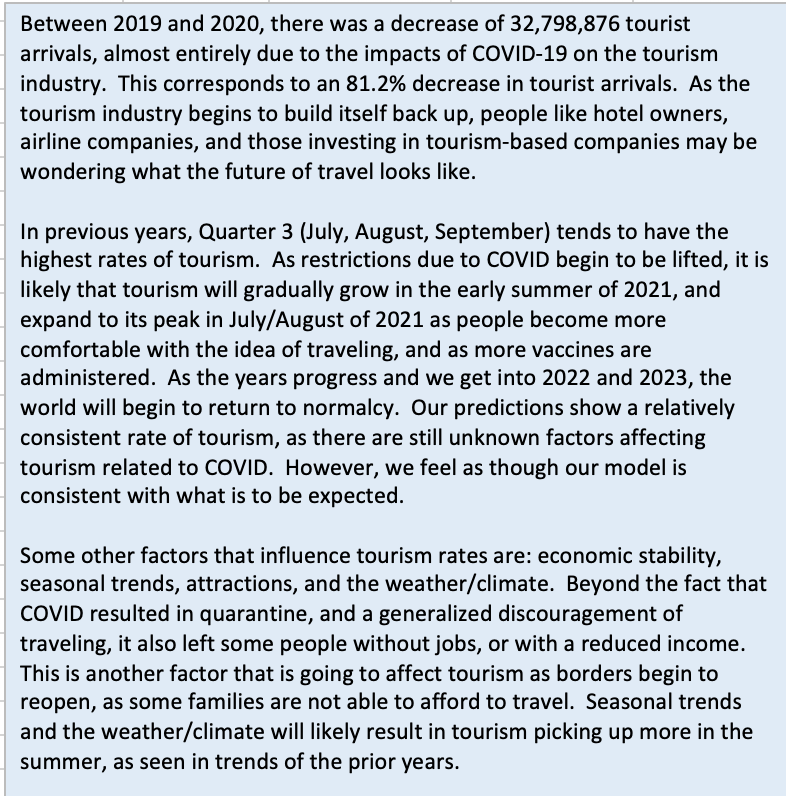 Between 2019 and 2020, there was a decrease of 32,798,876 tourist
arrivals, almost entirely due to the impacts of COVID-19 on the tourism
industry.  This corresponds to an 81.2% decrease in tourist arrivals.  As the
tourism industry begins to build itself back up, people like hotel owners,
airline companies, and those investing in tourism-based companies may be
wondering what the future of travel looks like.

In previous years, Quarter 3 (July, August, September) tends to have the
highest rates of tourism.  As restrictions due to COVID begin to be lifted, it is
likely that tourism will gradually grow in the early summer of 2021, and
expand to its peak in July/August of 2021 as people become more
comfortable with the idea of traveling, and as more vaccines are
administered.  As the years progress and we get into 2022 and 2023, the
world will begin to return to normalcy.  Our predictions show a relatively
consistent rate of tourism, as there are still unknown factors affecting
tourism related to COVID.  However, we feel as though our model is
consistent with what is to be expected.

Some other factors that influence tourism rates are: economic stability,
seasonal trends, attractions, and the weather/climate.  Beyond the fact that
COVID resulted in quarantine, and a generalized discouragement of
traveling, it also left some people without jobs, or with a reduced income.
This is another factor that is going to affect tourism as borders begin to
reopen, as some families are not able to afford to travel.  Seasonal trends
and the weather/climate will likely result in tourism picking up more in the
summer, as seen in trends of the prior years.